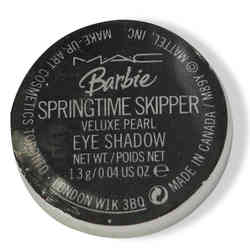 MAC
Barbie
SPRINGTIME SKIPPER
VELUXE PEARL
EYE SHADOW
NET WT./POIDS NET
1.3 g / 0.04 US OZ ℮
MAKE-UP ART COSMETICS
LONDON W1K 3BQ
MADE IN CANADA / M89Y © MATTEL, INC.